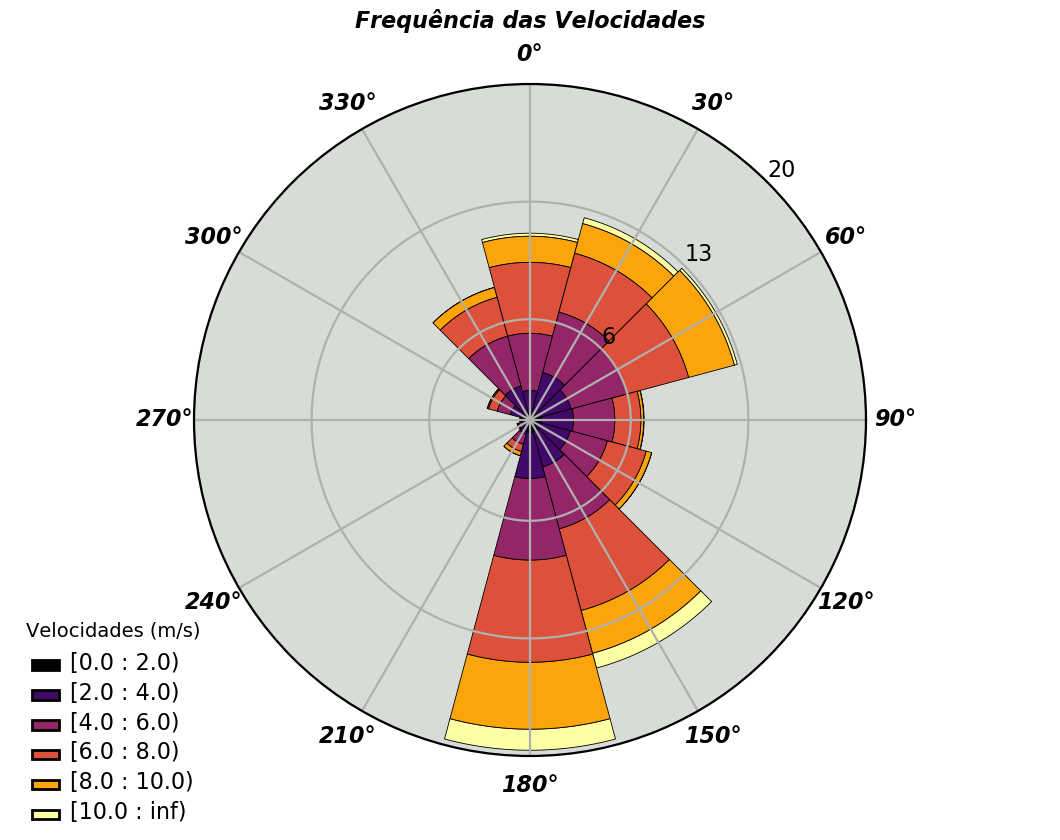 Frequência das Velocidades
0°
330°
30°
20
300°
60°
13
6
270°
90°
240°
120°
210°
150°
180°
Velocidades (m/s)
[0.0 : 2.0)
[2.0 : 4.0)
[4.0 : 6.0)
[6.0 : 8.0)
[8.0 : 10.0)
[10.0 : inf)